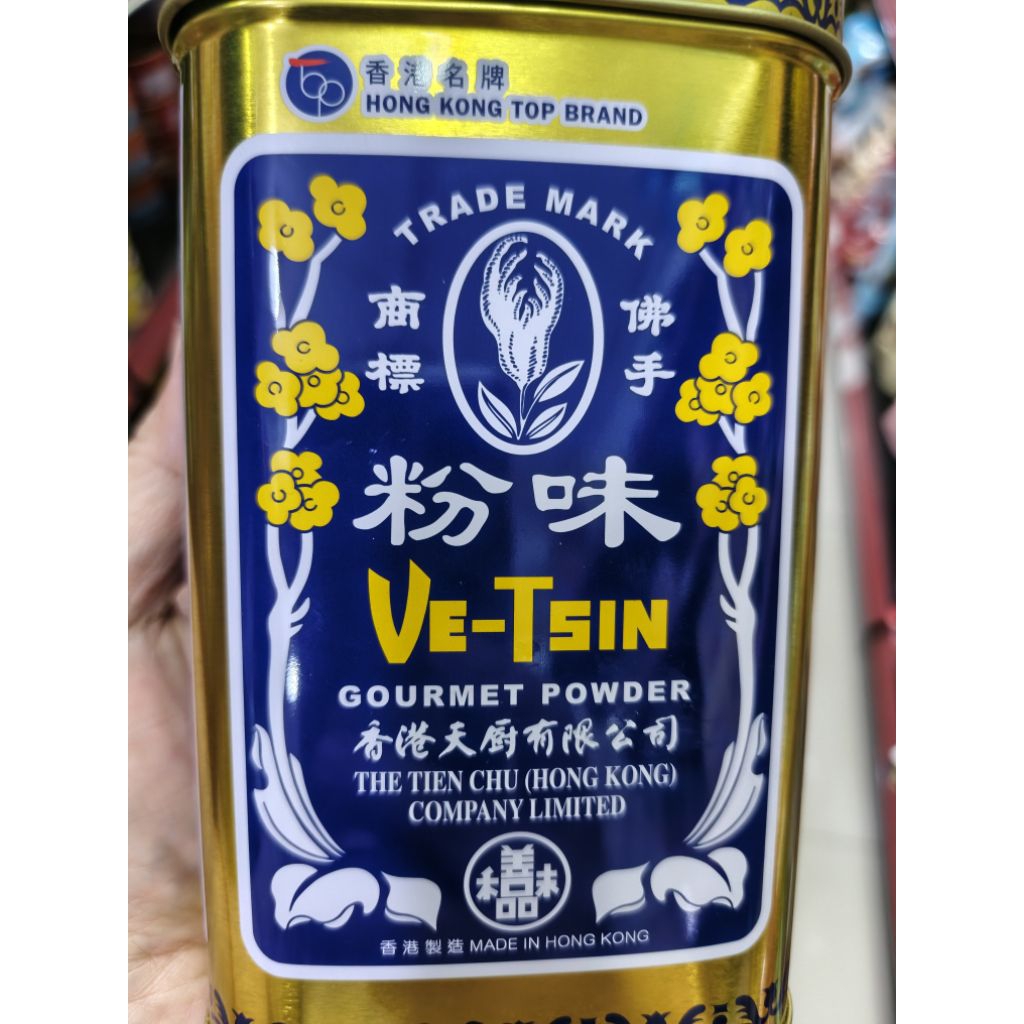 香港名牌
HONG KONG TOP BRAND
TRADE MARK
佛手
商標
味粉
VE-TSIN
GOURMET POWDER
香港天厨有限公司
THE TIEN CHU (HONG KONG)
COMPANY LIMITED
香港製造 MADE IN HONG KONG